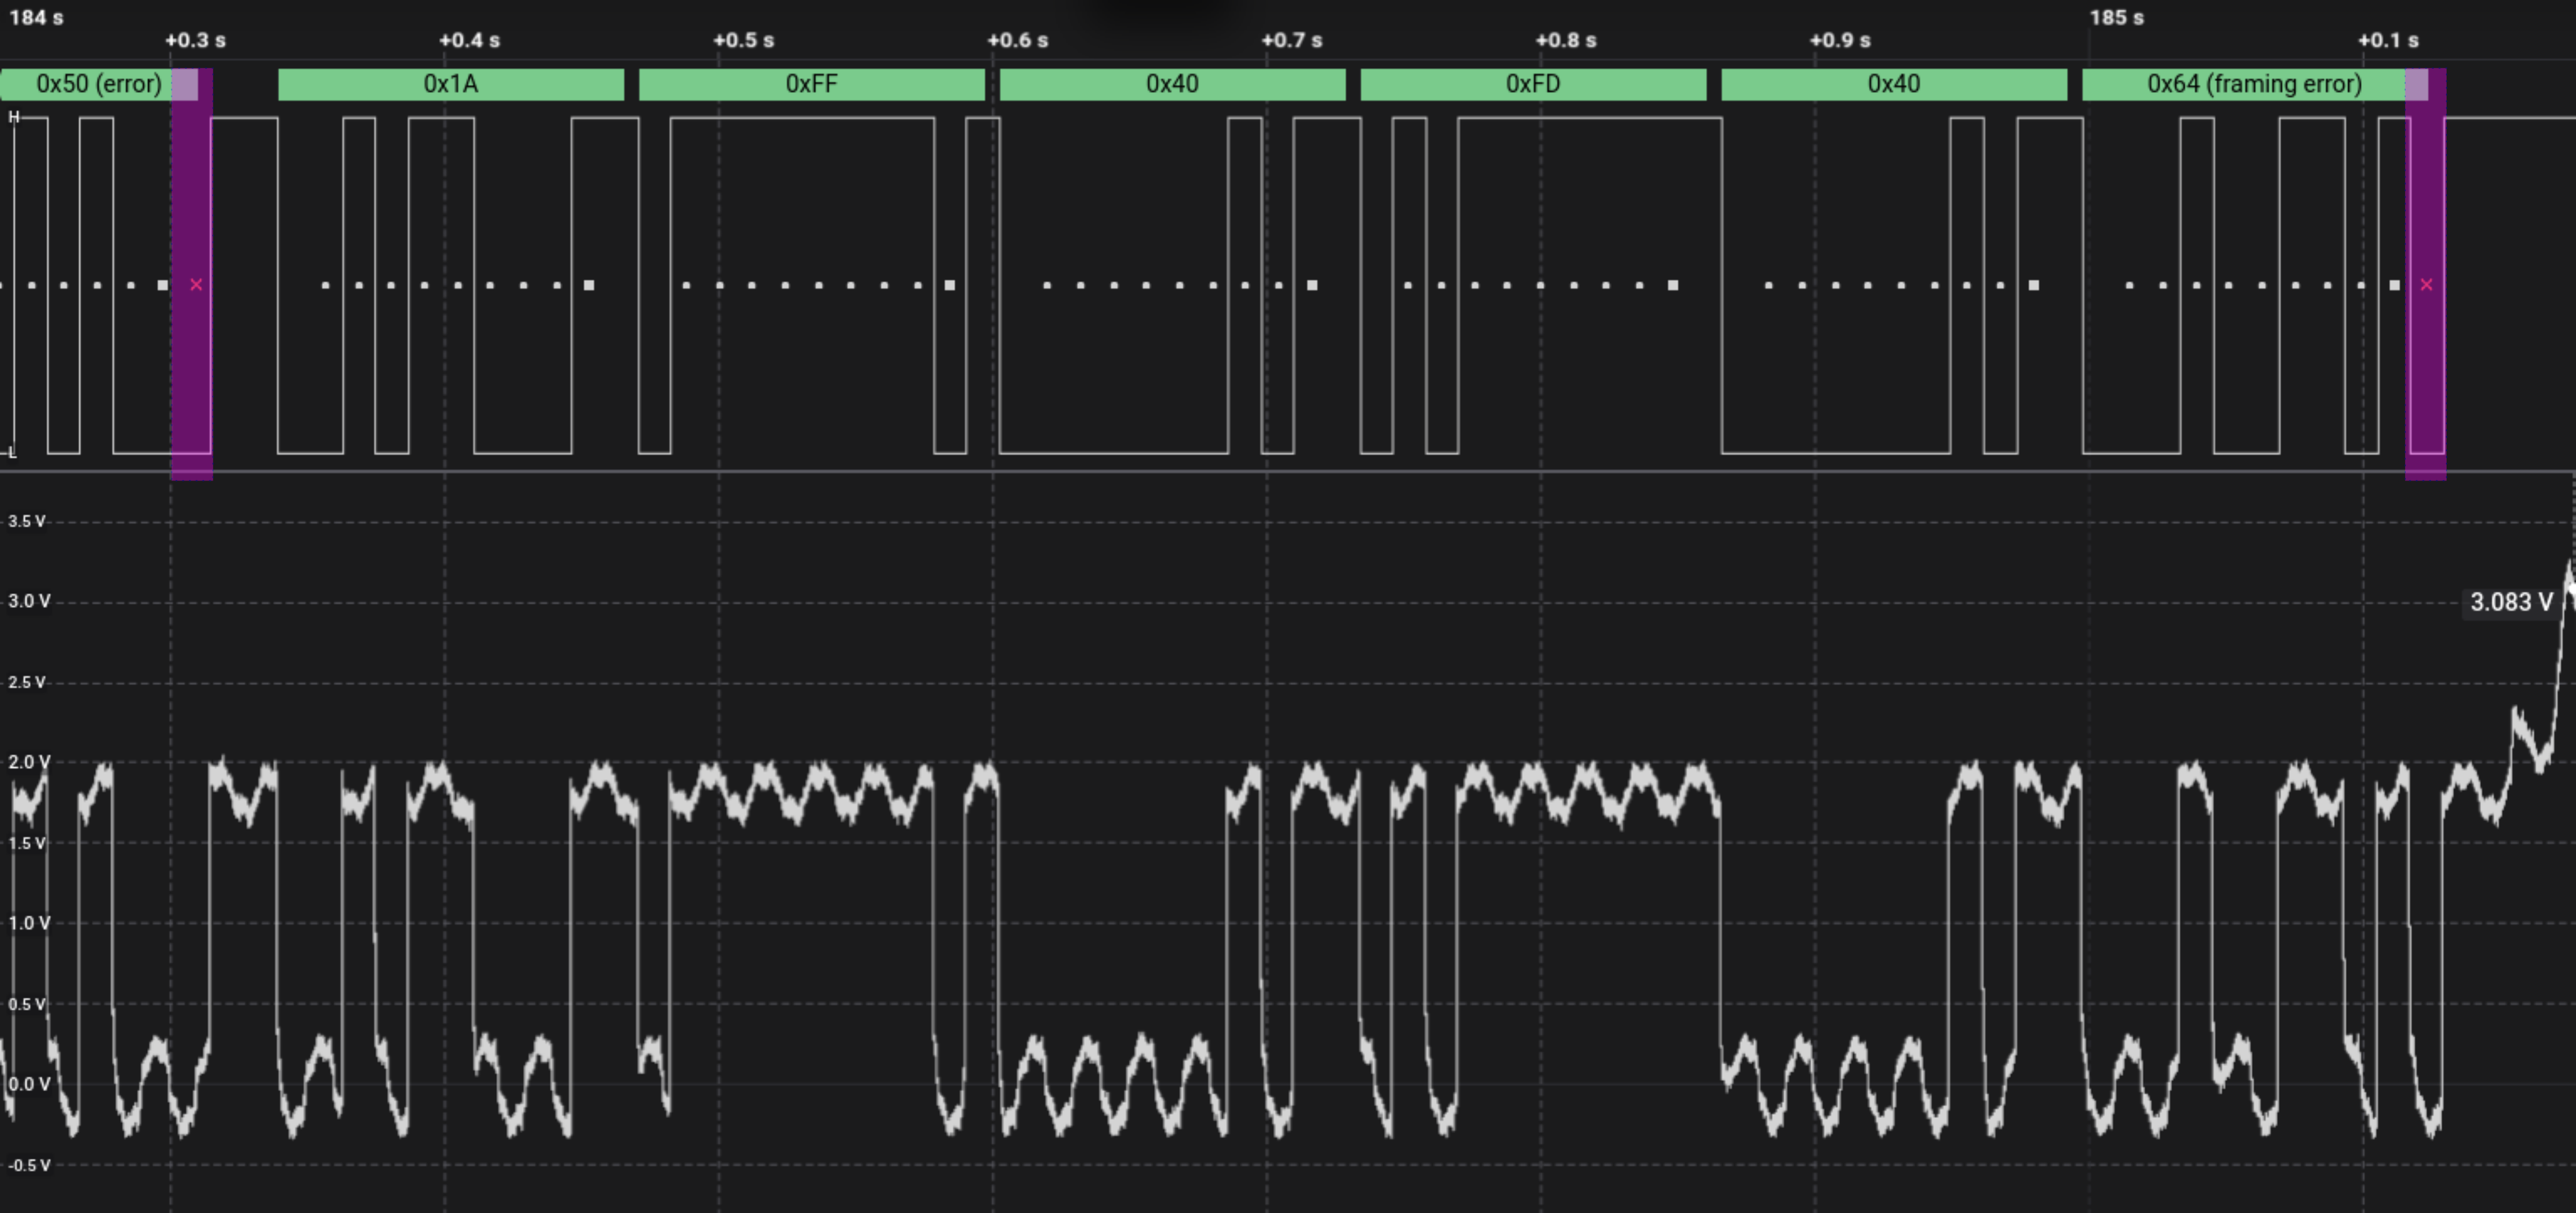 184 s 185 s
+0.3 s +0.4 s +0.5 s +0.6 s +0.7 s +0.8 s +0.9 s +0.1 s
0x50 (error) 0x1A 0xFF 0x40 0xFD 0x40 0x64 (framing error)
H
L
3.5 V
3.0 V 3.083 V
2.5 V
2.0 V
1.5 V
1.0 V
0.5 V
0.0 V
-0.5 V